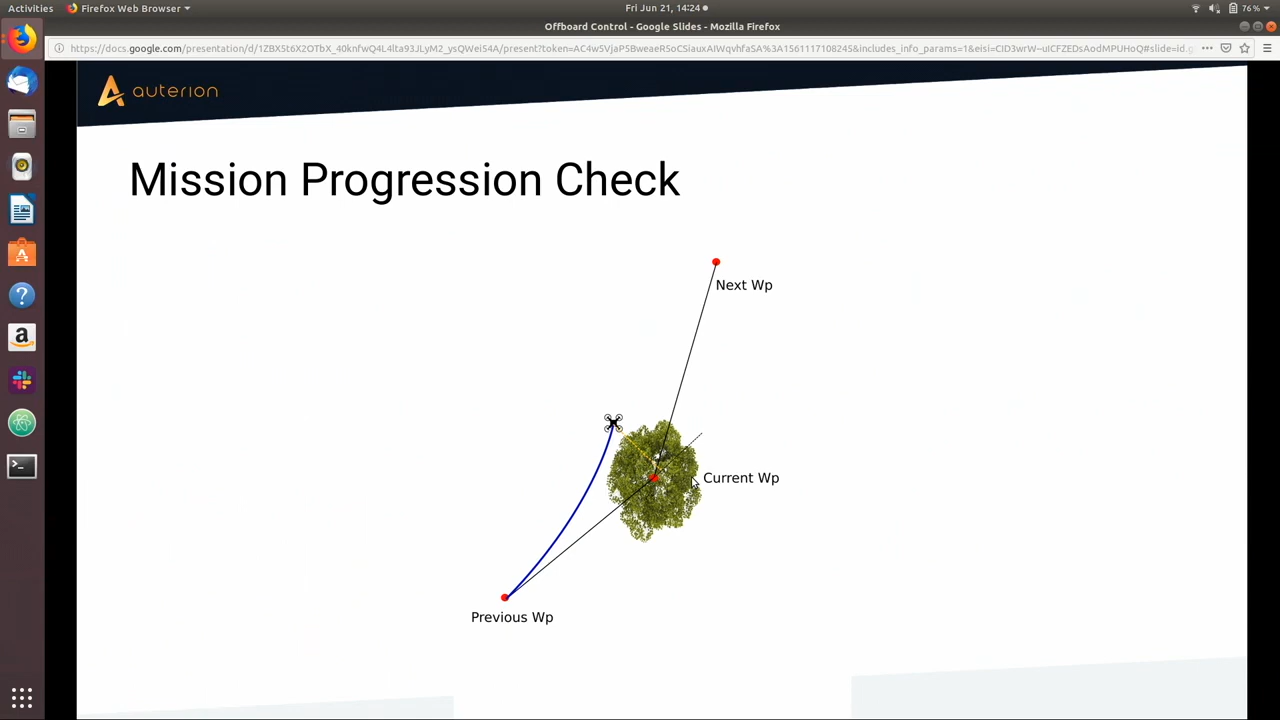 Activities
Firefox Web Browser
Fri Jun 21, 14:24
76%
Offboard Control - Google Slides - Mozilla Firefox
auterion
Mission Progression Check
Next Wp
Current Wp
Previous Wp